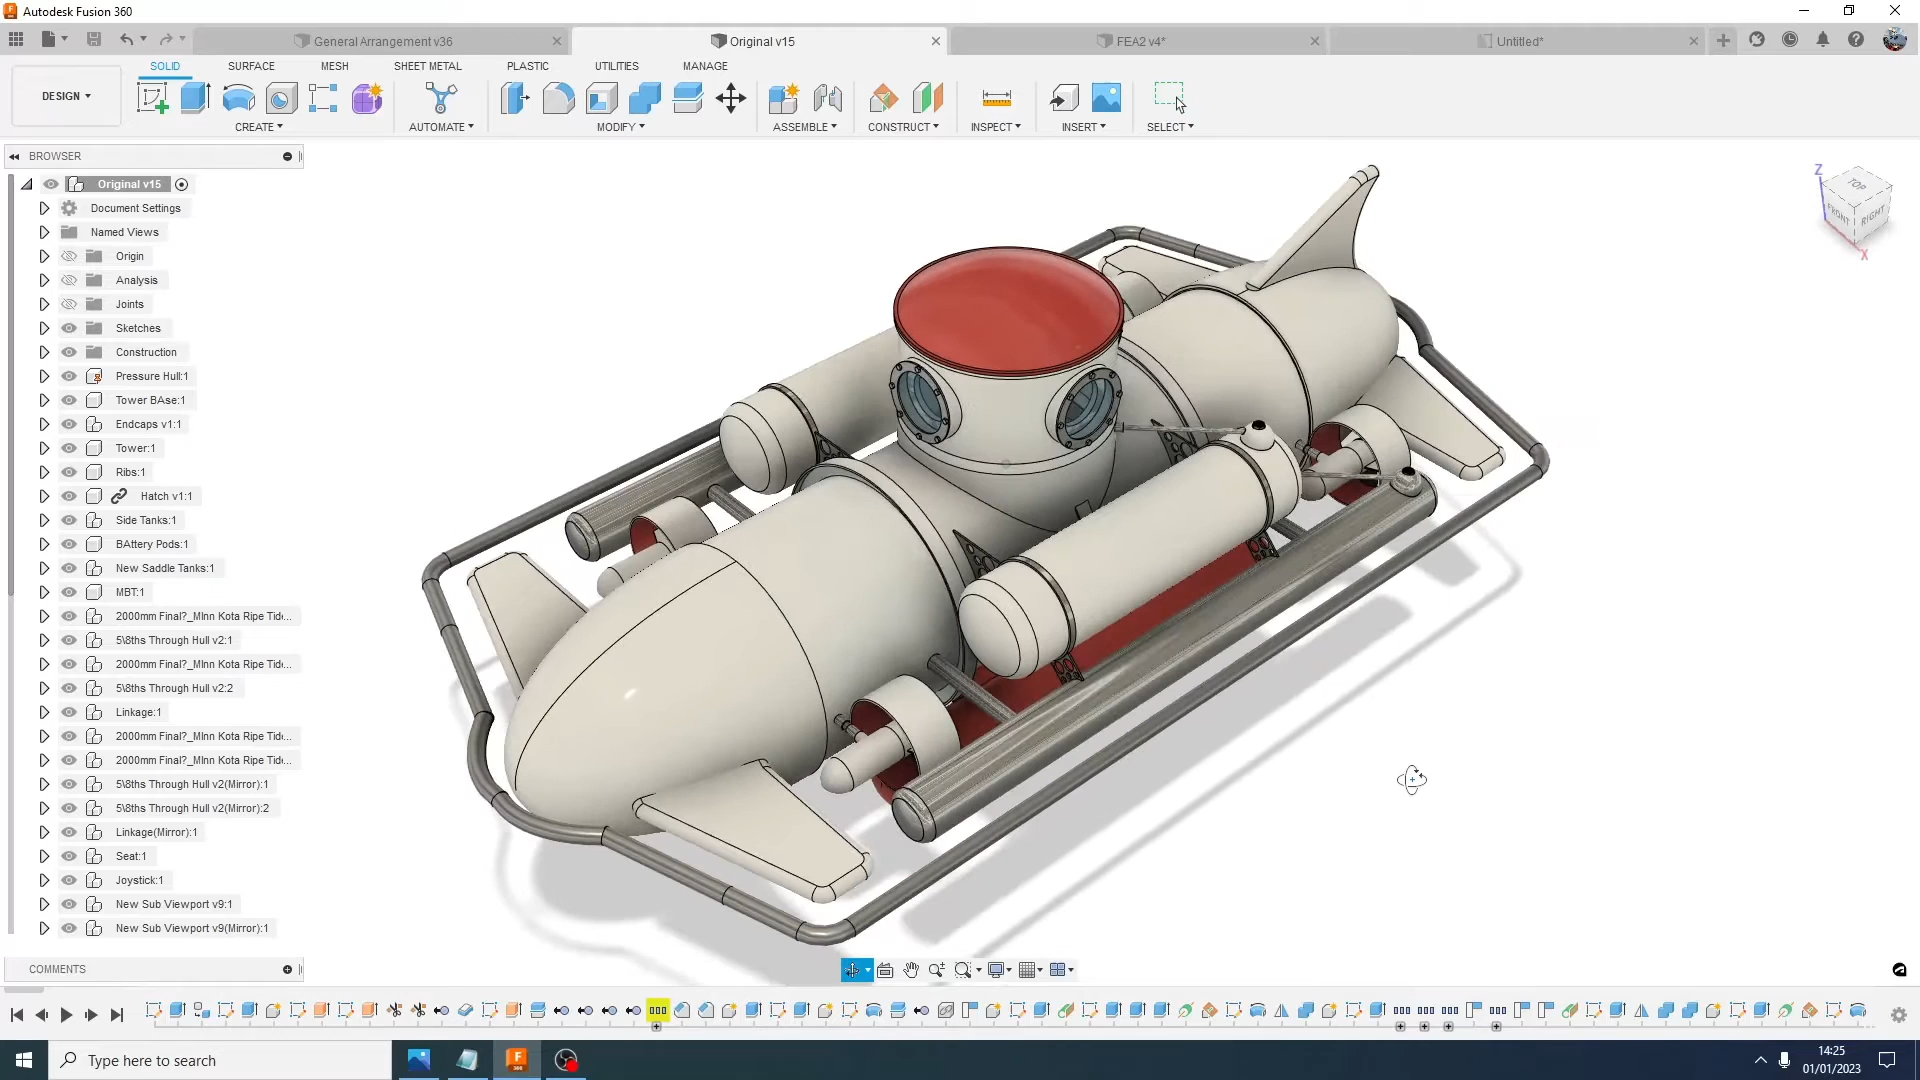 Autodesk Fusion 360
General Arrangement v36
Original v15
FEA2 v4*
Untitled*
SOLID
SURFACE
MESH
SHEET METAL
PLASTIC
UTILITIES
MANAGE
DESIGN
CREATE
AUTOMATE
MODIFY
ASSEMBLE
CONSTRUCT
INSPECT
INSERT
SELECT
BROWSER
Original v15
Document Settings
Named Views
Origin
Analysis
Joints
Sketches
Construction
Pressure Hull:1
Tower BAse:1
Endcaps v1:1
Tower:1
Ribs:1
Hatch v1:1
Side Tanks:1
BAttery Pods:1
New Saddle Tanks:1
MBT:1
2000mm Final?_MInn Kota Ripe Tid...
5\8ths Through Hull v2:1
2000mm Final?_MInn Kota Ripe Tid...
5\8ths Through Hull v2:2
Linkage:1
2000mm Final?_MInn Kota Ripe Tid...
2000mm Final?_MInn Kota Ripe Tid...
5\8ths Through Hull v2(Mirror):1
5\8ths Through Hull v2(Mirror):2
Linkage(Mirror):1
Seat:1
Joystick:1
New Sub Viewport v9:1
New Sub Viewport v9(Mirror):1
Z
TOP
FRONT
RIGHT
X
COMMENTS
Type here to search
F
360
14:25
01/01/2023